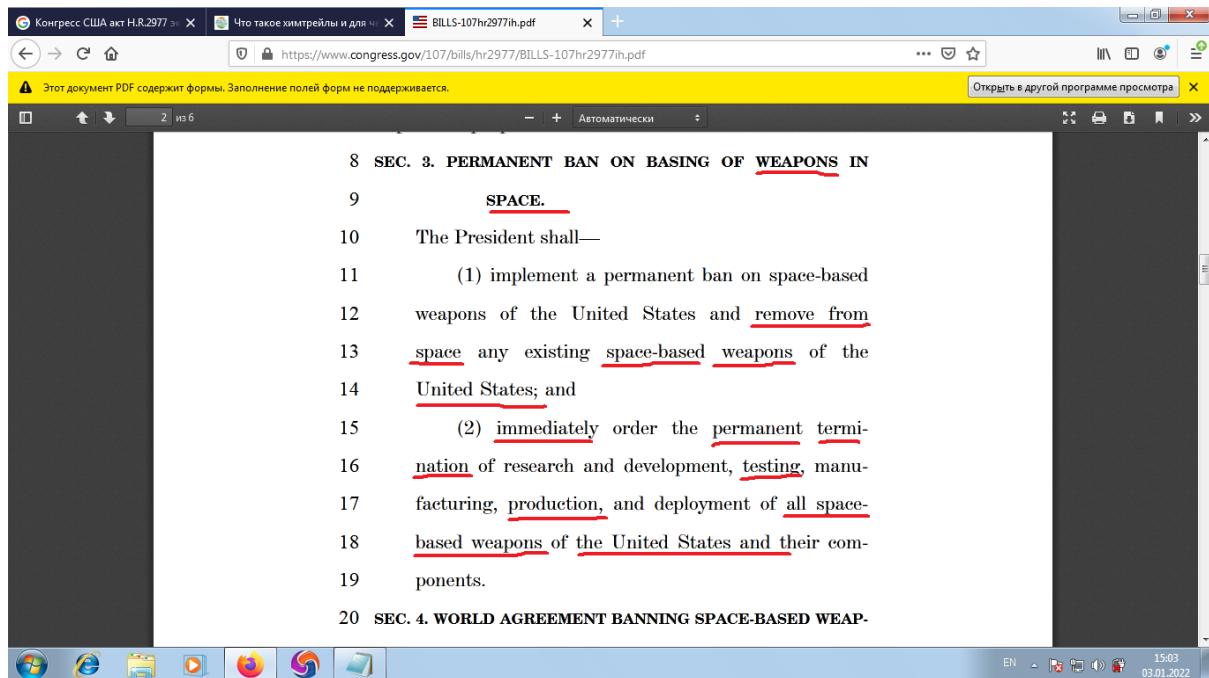 Конгресс США акт H.R.2977 эк
Что такое химтрейлы и для че
BILLS-107hr2977ih.pdf
https://www.congress.gov/107/bills/hr2977/BILLS-107hr2977ih.pdf
Этот документ PDF содержит формы. Заполнение полей форм не поддерживается.
Открыть в другой программе просмотра
2 из 6
Автоматически
8 SEC. 3. PERMANENT BAN ON BASING OF WEAPONS IN
9 SPACE.
10 The President shall—
11 (1) implement a permanent ban on space-based
12 weapons of the United States and remove from
13 space any existing space-based weapons of the
14 United States; and
15 (2) immediately order the permanent termi-
16 nation of research and development, testing, manu-
17 facturing, production, and deployment of all space-
18 based weapons of the United States and their com-
19 ponents.
20 SEC. 4. WORLD AGREEMENT BANNING SPACE-BASED WEAP-
EN
15:03
03.01.2022